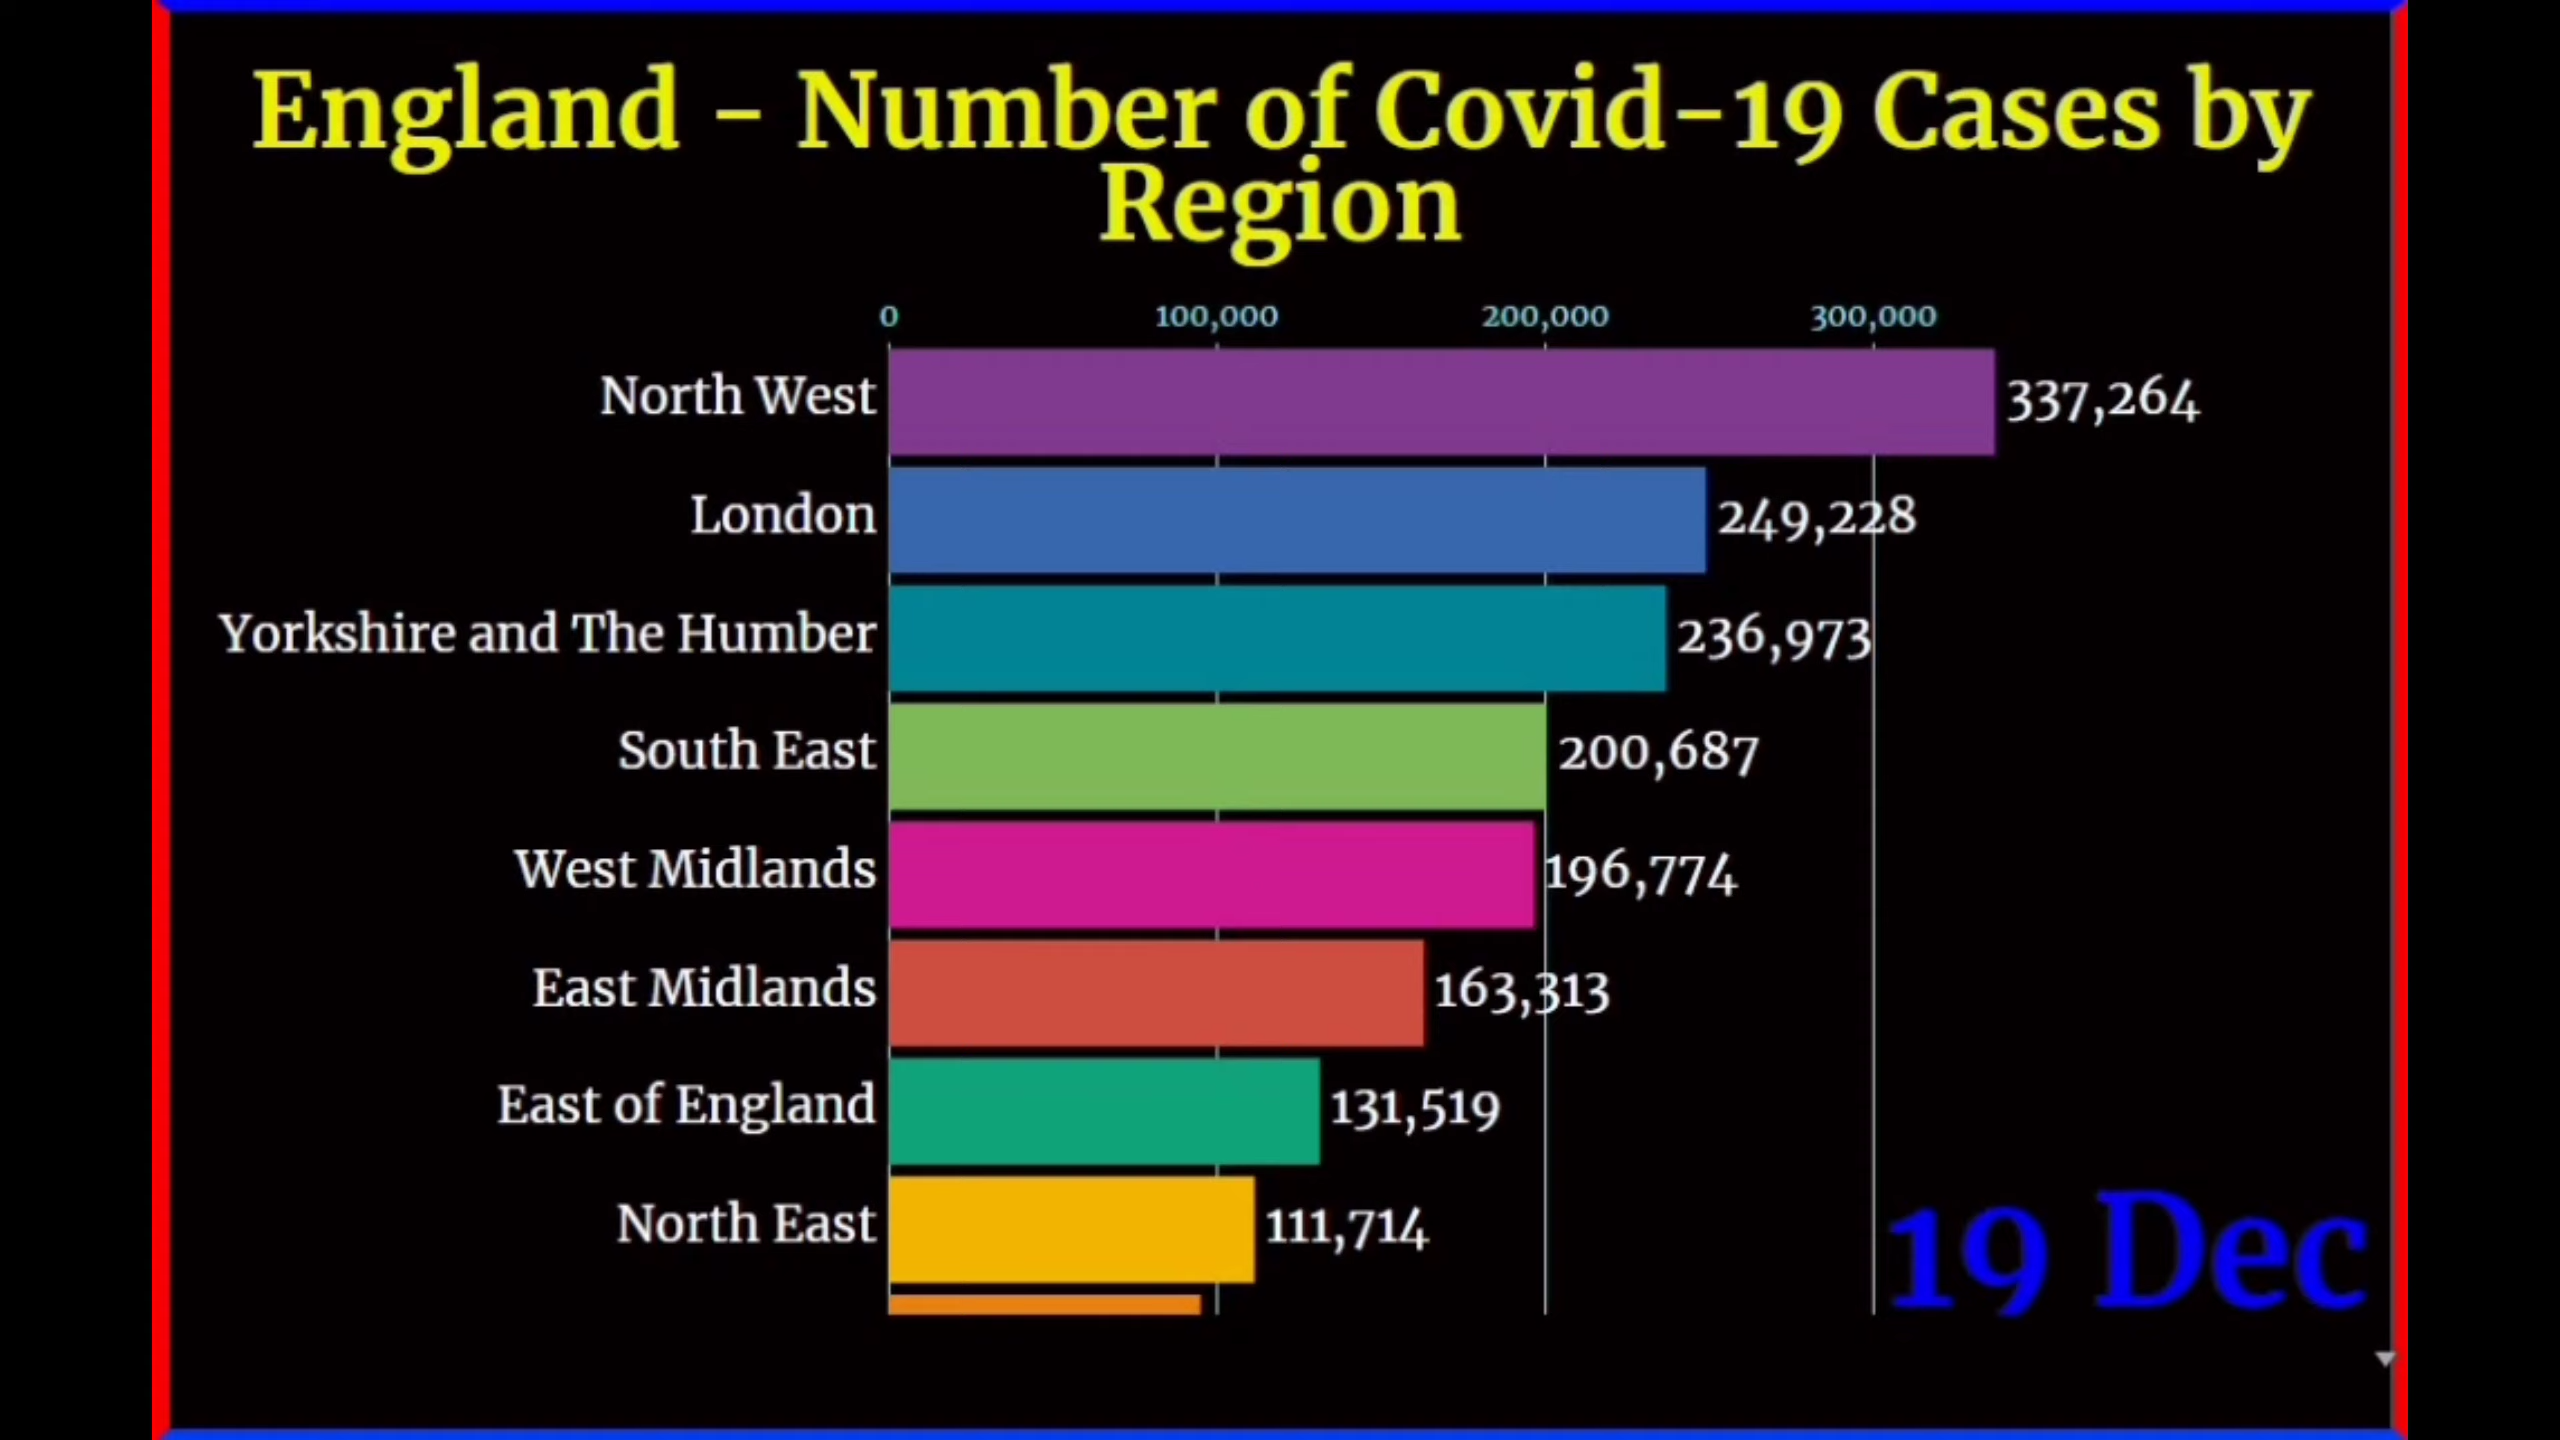 England - Number of Covid-19 Cases by
Region
0 100,000 200,000 300,000
North West 337,264
London 249,228
Yorkshire and The Humber 236,973
South East 200,687
West Midlands 196,774
East Midlands 163,313
East of England 131,519
North East 111,714
19 Dec